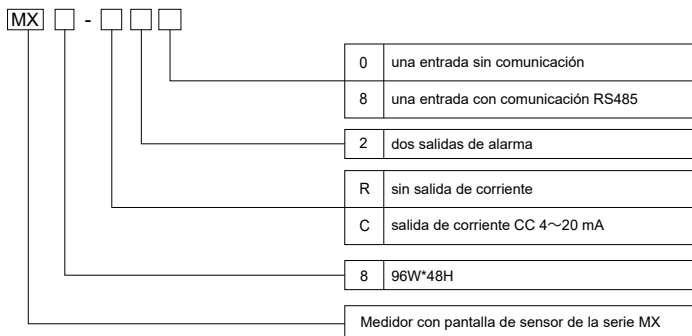 MX -
0 una entrada sin comunicación
8 una entrada con comunicación RS485
2 dos salidas de alarma
R sin salida de corriente
C salida de corriente CC 4～20 mA
8 96W*48H
Medidor con pantalla de sensor de la serie MX